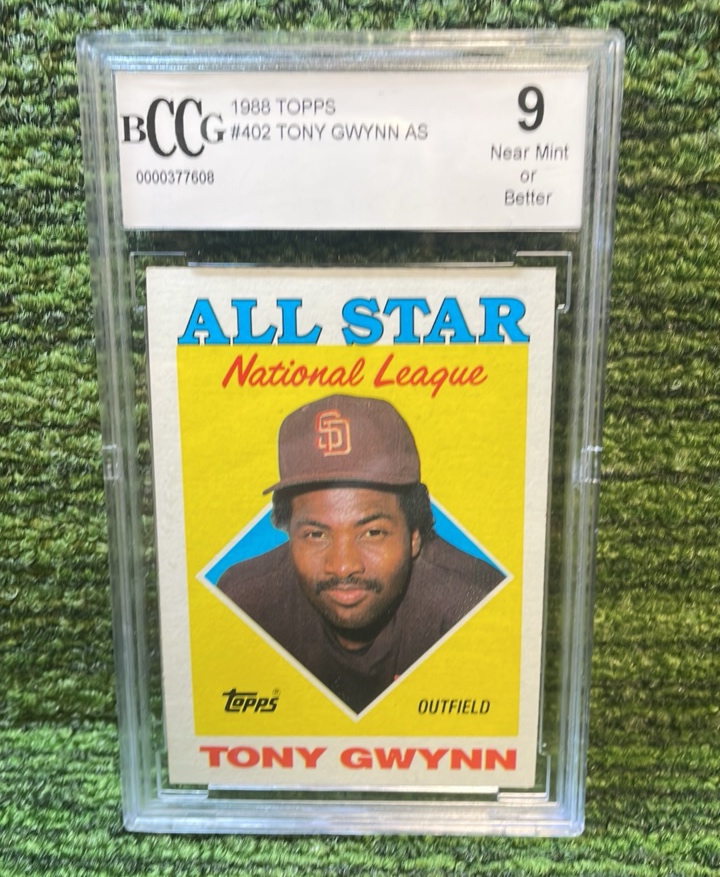 BCCG
1988 TOPPS
#402 TONY GWYNN AS
0000377608
9
Near Mint
or
Better
ALL STAR
National League
SD
topps®
OUTFIELD
TONY GWYNN